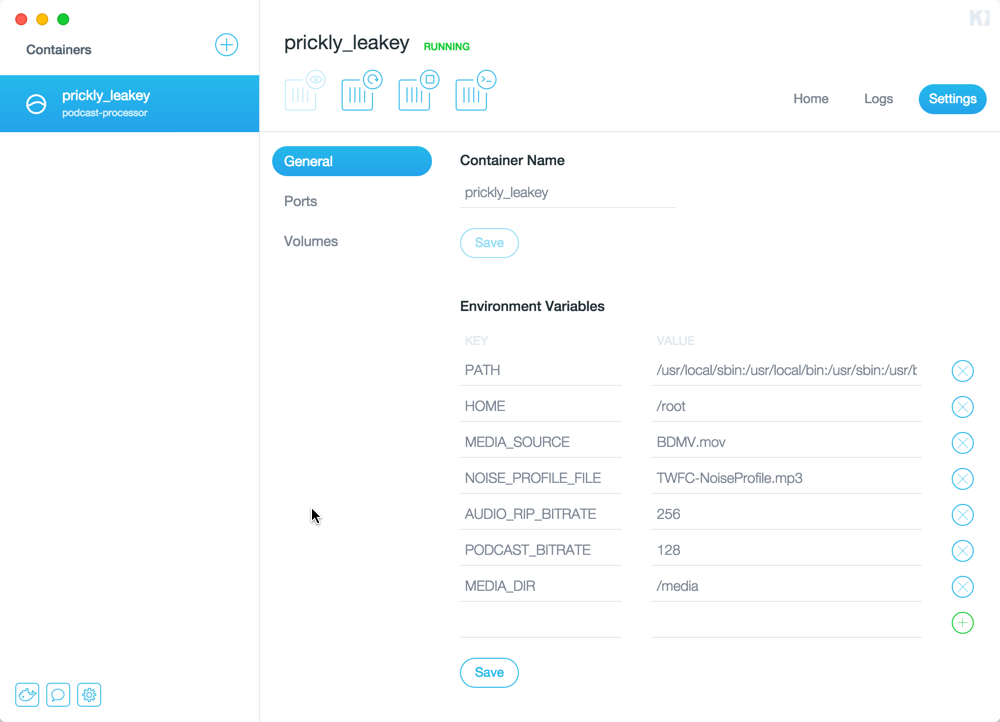 Containers
prickly_leakey
podcast-processor
prickly_leakey RUNNING
Home Logs Settings
General
Ports
Volumes
Container Name
prickly_leakey
Save
Environment Variables
KEY VALUE
PATH /usr/local/sbin:/usr/local/bin:/usr/sbin:/usr/b
HOME /root
MEDIA_SOURCE BDMV.mov
NOISE_PROFILE_FILE TWFC-NoiseProfile.mp3
AUDIO_RIP_BITRATE 256
PODCAST_BITRATE 128
MEDIA_DIR /media
Save